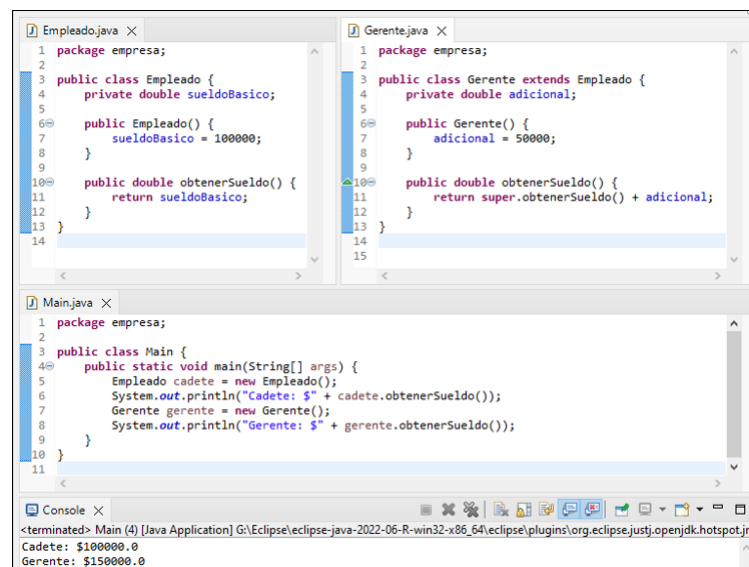 Empleado.java
1 package empresa;
2
3 public class Empleado {
4     private double sueldoBasico;
5
6     public Empleado() {
7         sueldoBasico = 100000;
8     }
9
10     public double obtenerSueldo() {
11         return sueldoBasico;
12     }
13 }
14
Gerente.java
1 package empresa;
2
3 public class Gerente extends Empleado {
4     private double adicional;
5
6     public Gerente() {
7         adicional = 50000;
8     }
9
10     public double obtenerSueldo() {
11         return super.obtenerSueldo() + adicional;
12     }
13 }
14
15
Main.java
1 package empresa;
2
3 public class Main {
4     public static void main(String[] args) {
5         Empleado cadete = new Empleado();
6         System.out.println("Cadete: $" + cadete.obtenerSueldo());
7         Gerente gerente = new Gerente();
8         System.out.println("Gerente: $" + gerente.obtenerSueldo());
9     }
10 }
11
Console
<terminated> Main (4) [Java Application] G:\Eclipse\eclipse-java-2022-06-R-win32-x86_64\eclipse\plugins\org.eclipse.justj.openjdk.hotspot.jr
Cadete: $100000.0
Gerente: $150000.0